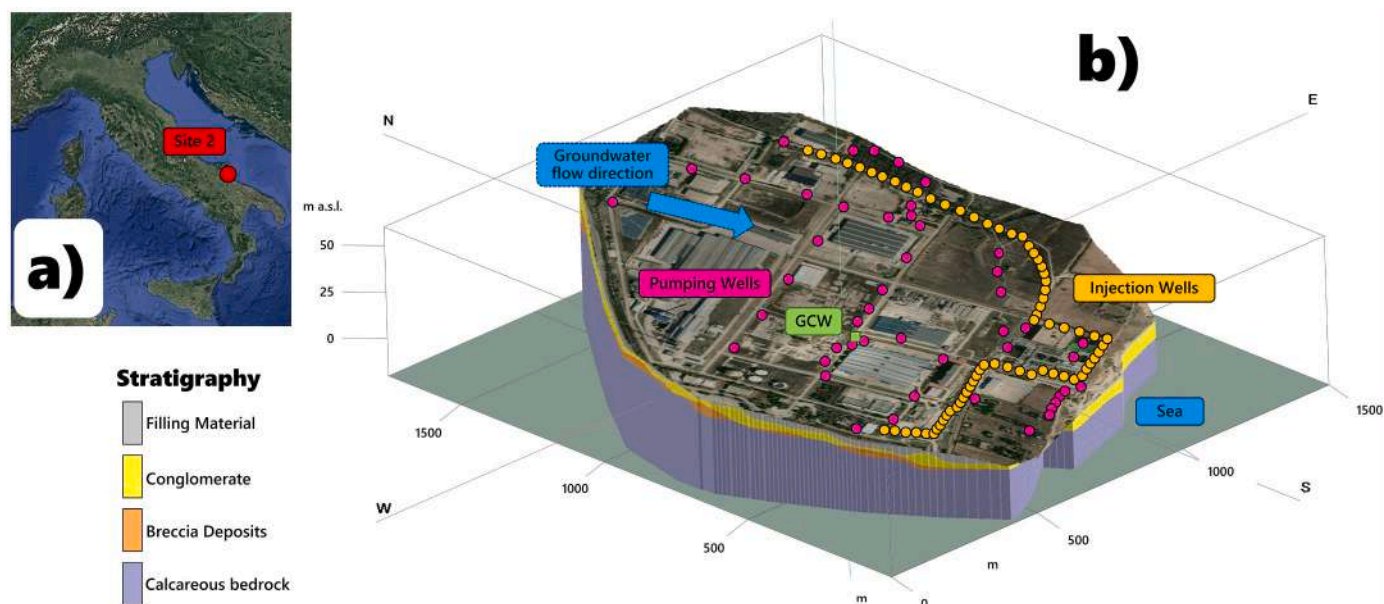 a)
Site 2
b)
N
E
Groundwater
flow direction
m a.s.l.
50
25
0
Pumping Wells
Injection Wells
GCW
Sea
1500
1500
1000
1000
W
S
500
500
m
m
0
Stratigraphy
Filling Material
Conglomerate
Breccia Deposits
Calcareous bedrock